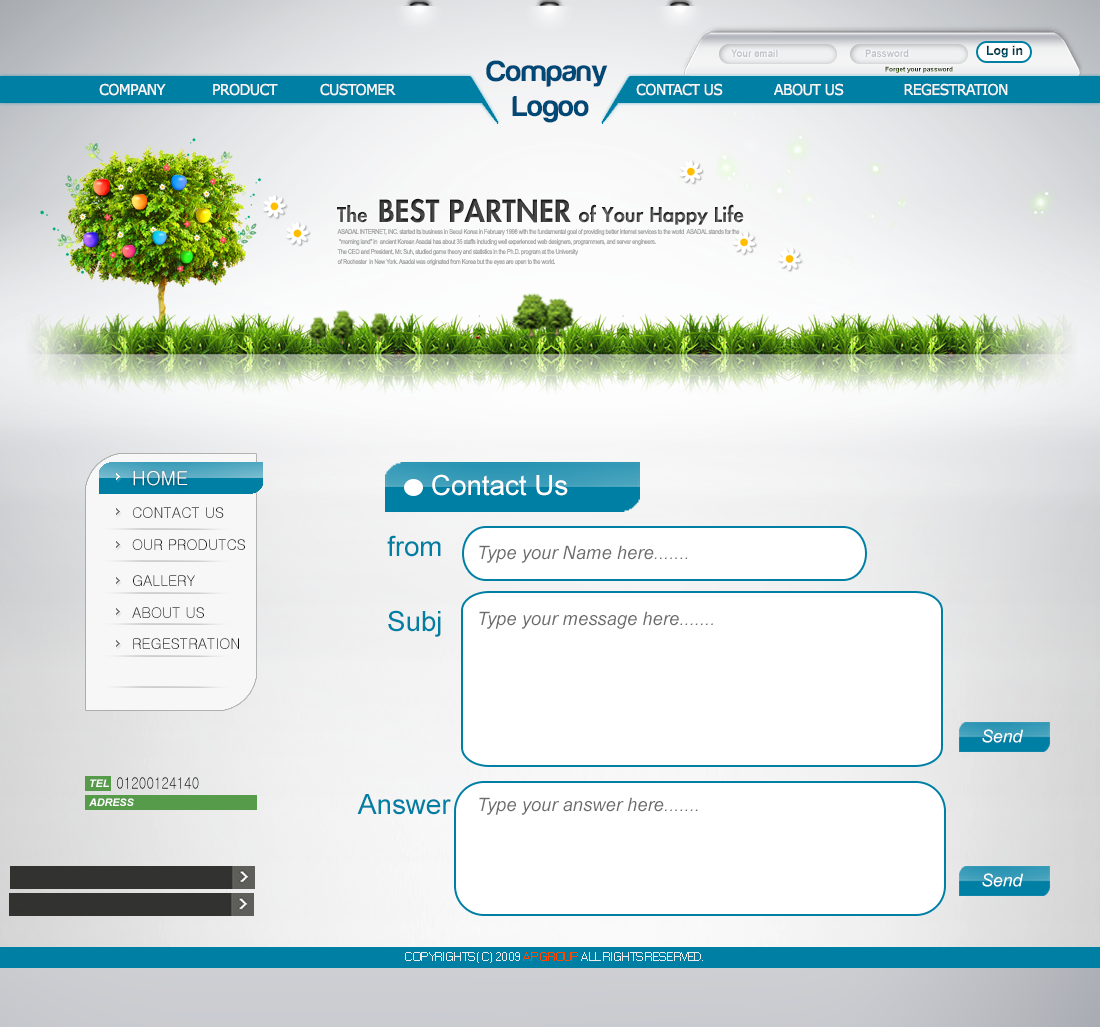 Your email
Password
Log in
Forget your password
COMPANY
PRODUCT
CUSTOMER
Company
Logoo
CONTACT US
ABOUT US
REGESTRATION
The BEST PARTNER of Your Happy Life
ASADAL INTERNET, INC. started its business in Seoul Korea in February 1998 with the fundamental goal of providing better internet services to the world ASADAL stands for the
"morning land" in ancient Korean Asadal has about 35 staffs including well experienced web designers, programmers, and server engineers.
The CEO and President, Mr. Suh, studied game theory and statistics in the Ph.D. program at the University
of Rochester in New York. Asadal was originated from Korea but the eyes are open to the world.
HOME
CONTACT US
OUR PRODUTCS
GALLERY
ABOUT US
REGESTRATION
TEL 01200124140
ADRESS
Contact Us
from
Type your Name here.......
Subj
Type your message here.......
Send
Answer
Type your answer here.......
Send
COPYRIGHTS ( C ) 2009 AP GROUP ALL RIGHTS RESERVED.